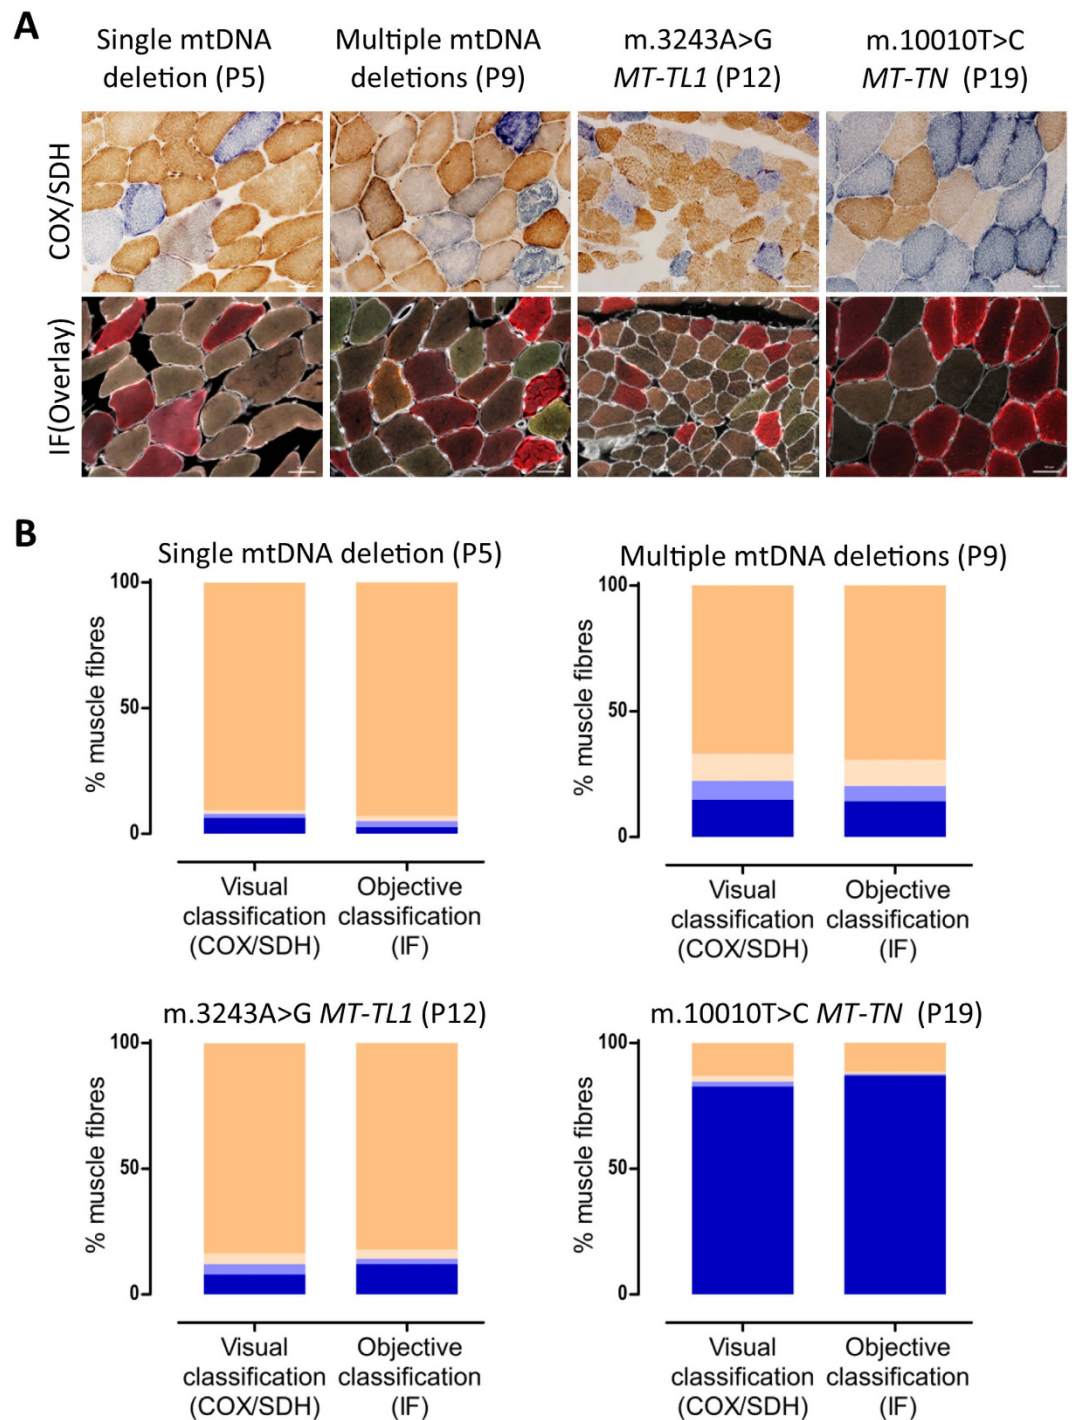 A
Single mtDNA
deletion (P5)
Multiple mtDNA
deletions (P9)
m.3243A>G
MT-TL1 (P12)
m.10010T>C
MT-TN (P19)
COX/SDH
IF(Overlay)
B
Single mtDNA deletion (P5)
100
50
0
% muscle fibres
Visual
classification
(COX/SDH)
Objective
classification
(IF)
Multiple mtDNA deletions (P9)
100
50
0
% muscle fibres
Visual
classification
(COX/SDH)
Objective
classification
(IF)
m.3243A>G MT-TL1 (P12)
100
50
0
% muscle fibres
Visual
classification
(COX/SDH)
Objective
classification
(IF)
m.10010T>C MT-TN (P19)
100
50
0
% muscle fibres
Visual
classification
(COX/SDH)
Objective
classification
(IF)